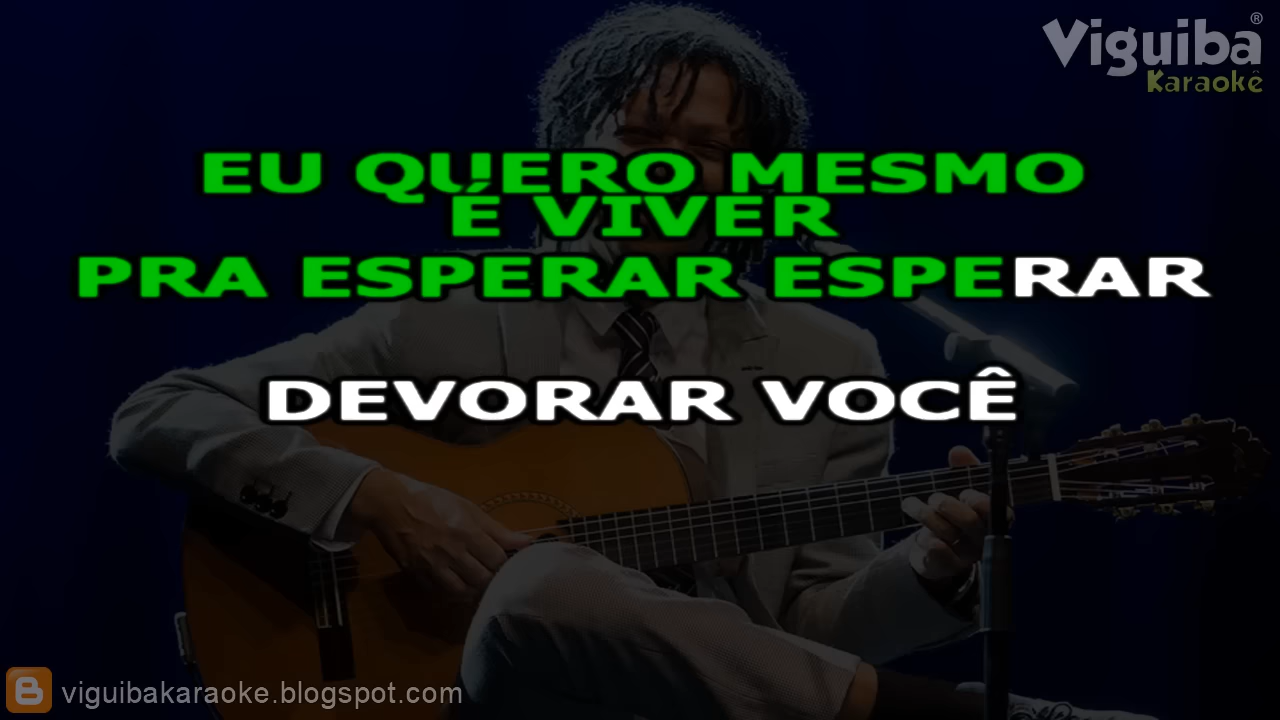 Viguiba®
Karaokê
EU QUERO MESMO
É VIVER
PRA ESPERAR ESPERAR
DEVORAR VOCÊ
viguibakaraoke.blogspot.com